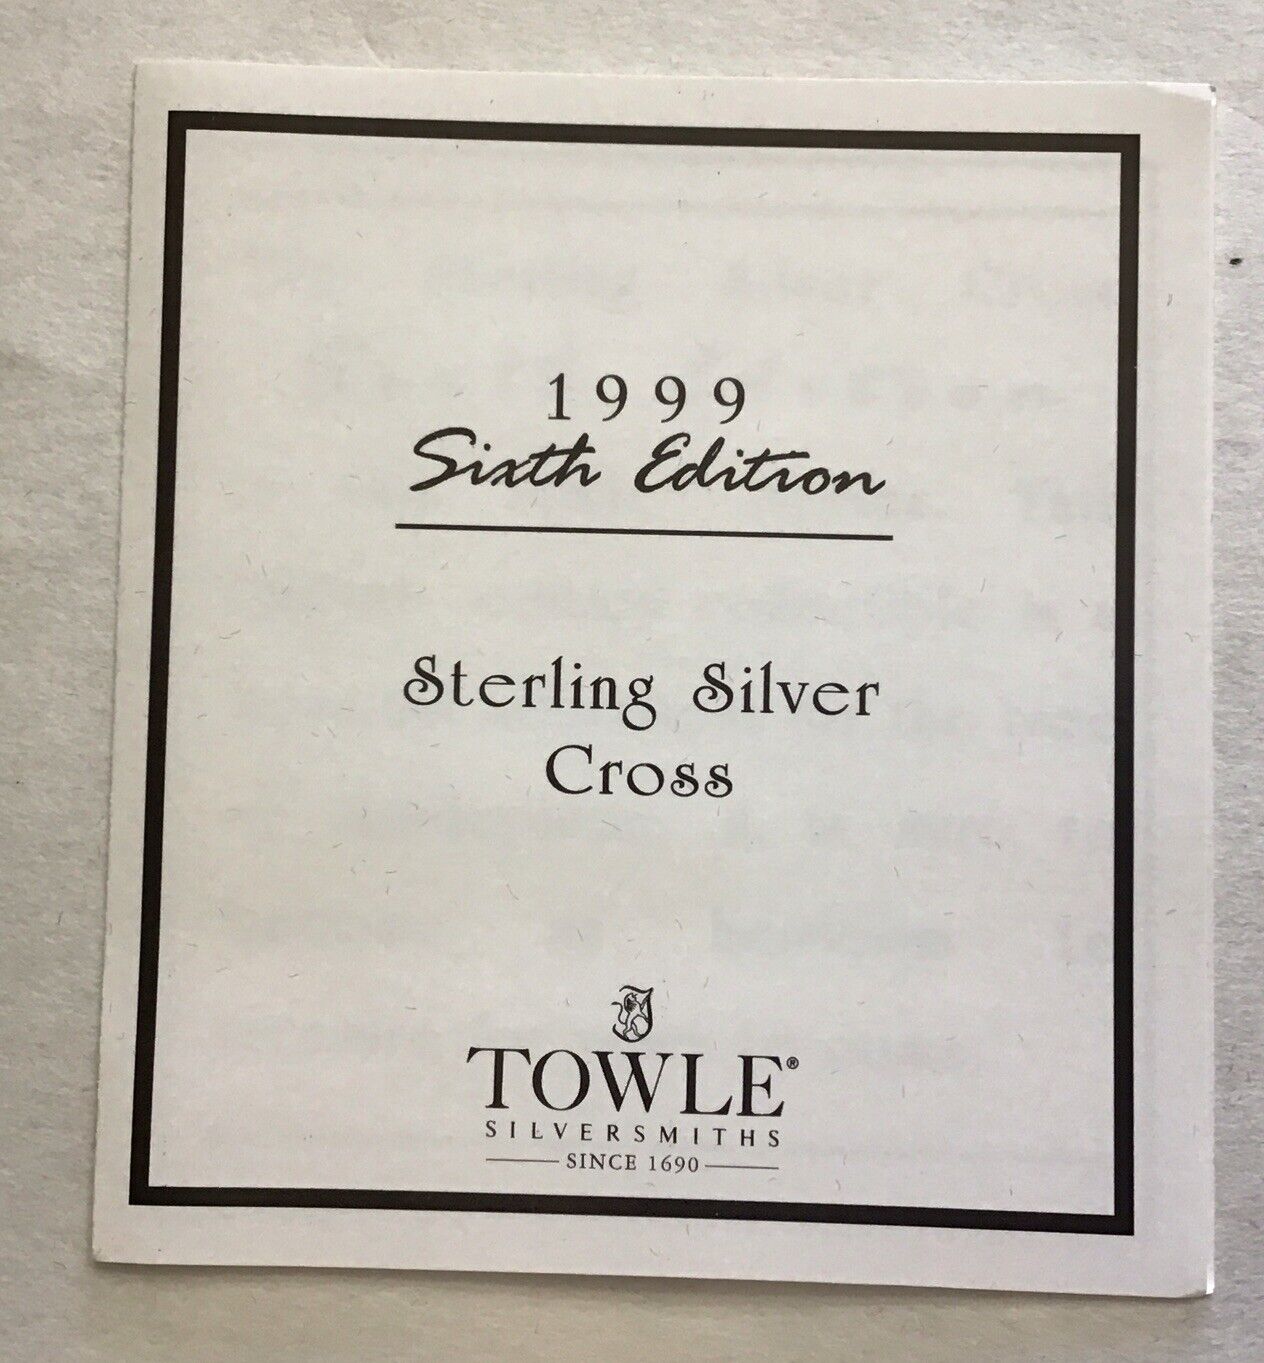 1999
Sixth Edition
Sterling Silver
Cross
TOWLE®
SILVERSMITHS
SINCE 1690